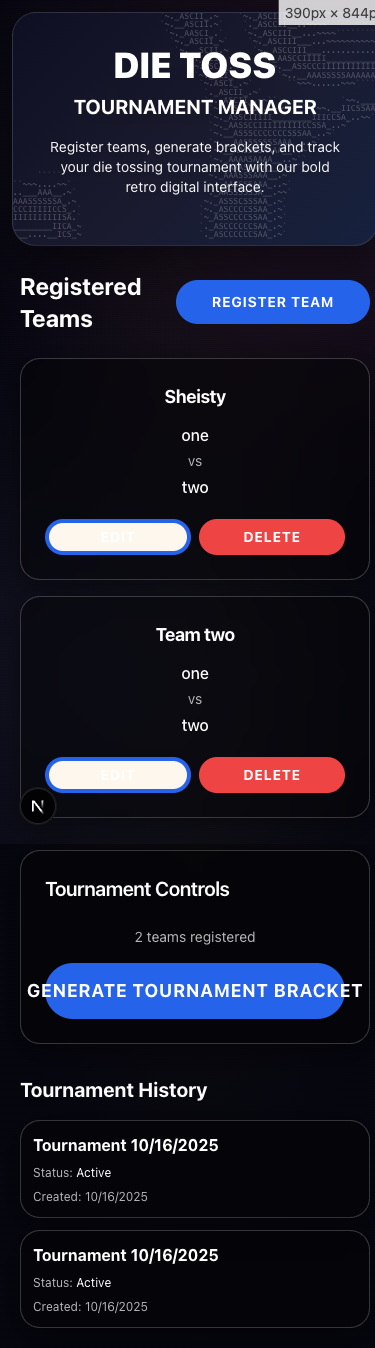 390px × 844p
DIE TOSS
TOURNAMENT MANAGER
Register teams, generate brackets, and track
your die tossing tournament with our bold
retro digital interface.
Registered
Teams
REGISTER TEAM
Sheisty
one
vs
two
EDIT
DELETE
Team two
one
vs
two
EDIT
DELETE
N
Tournament Controls
2 teams registered
GENERATE TOURNAMENT BRACKET
Tournament History
Tournament 10/16/2025
Status: Active
Created: 10/16/2025
Tournament 10/16/2025
Status: Active
Created: 10/16/2025